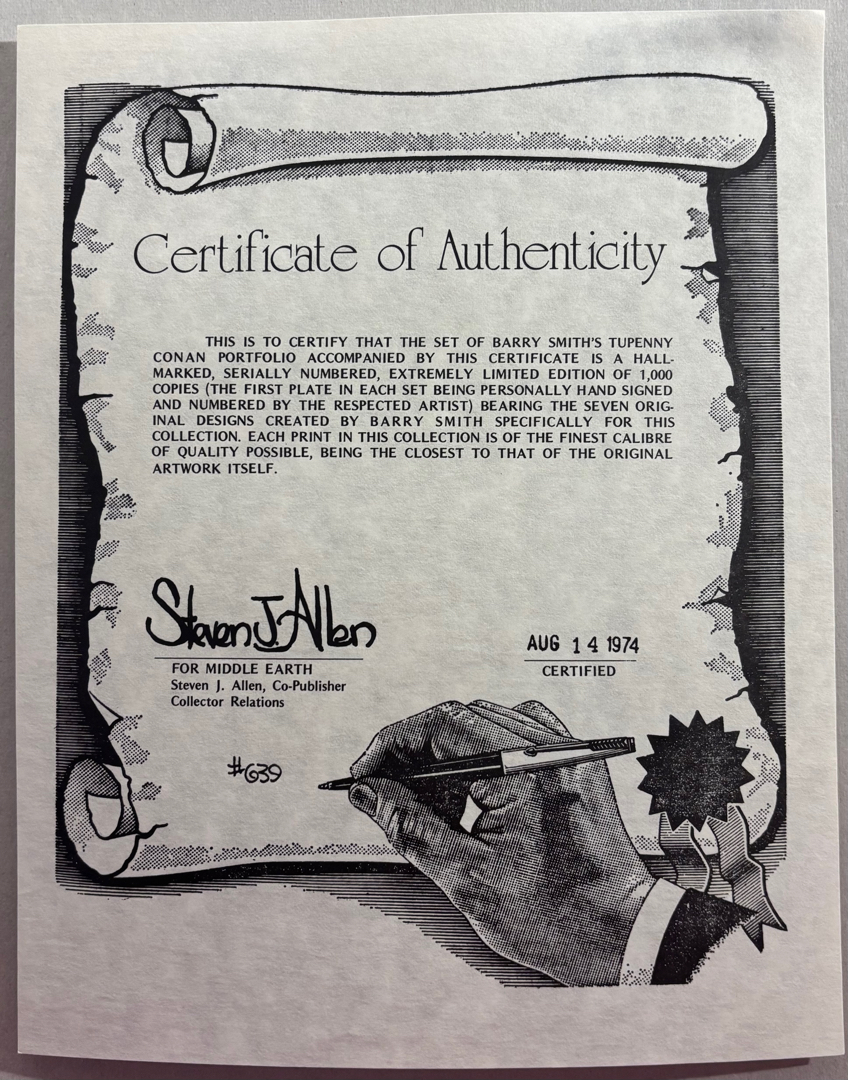 Certificate of Authenticity
THIS IS TO CERTIFY THAT THE SET OF BARRY SMITH'S TUPENNY
CONAN PORTFOLIO ACCOMPANIED BY THIS CERTIFICATE IS A HALL-
MARKED, SERIALLY NUMBERED, EXTREMELY LIMITED EDITION OF 1,000
COPIES (THE FIRST PLATE IN EACH SET BEING PERSONALLY HAND SIGNED
AND NUMBERED BY THE RESPECTED ARTIST) BEARING THE SEVEN ORIG-
INAL DESIGNS CREATED BY BARRY SMITH SPECIFICALLY FOR THIS
COLLECTION. EACH PRINT IN THIS COLLECTION IS OF THE FINEST CALIBRE
OF QUALITY POSSIBLE, BEING THE CLOSEST TO THAT OF THE ORIGINAL
ARTWORK ITSELF.
Steven J. Allen
AUG 14 1974
FOR MIDDLE EARTH
CERTIFIED
Steven J. Allen, Co-Publisher
Collector Relations
#639